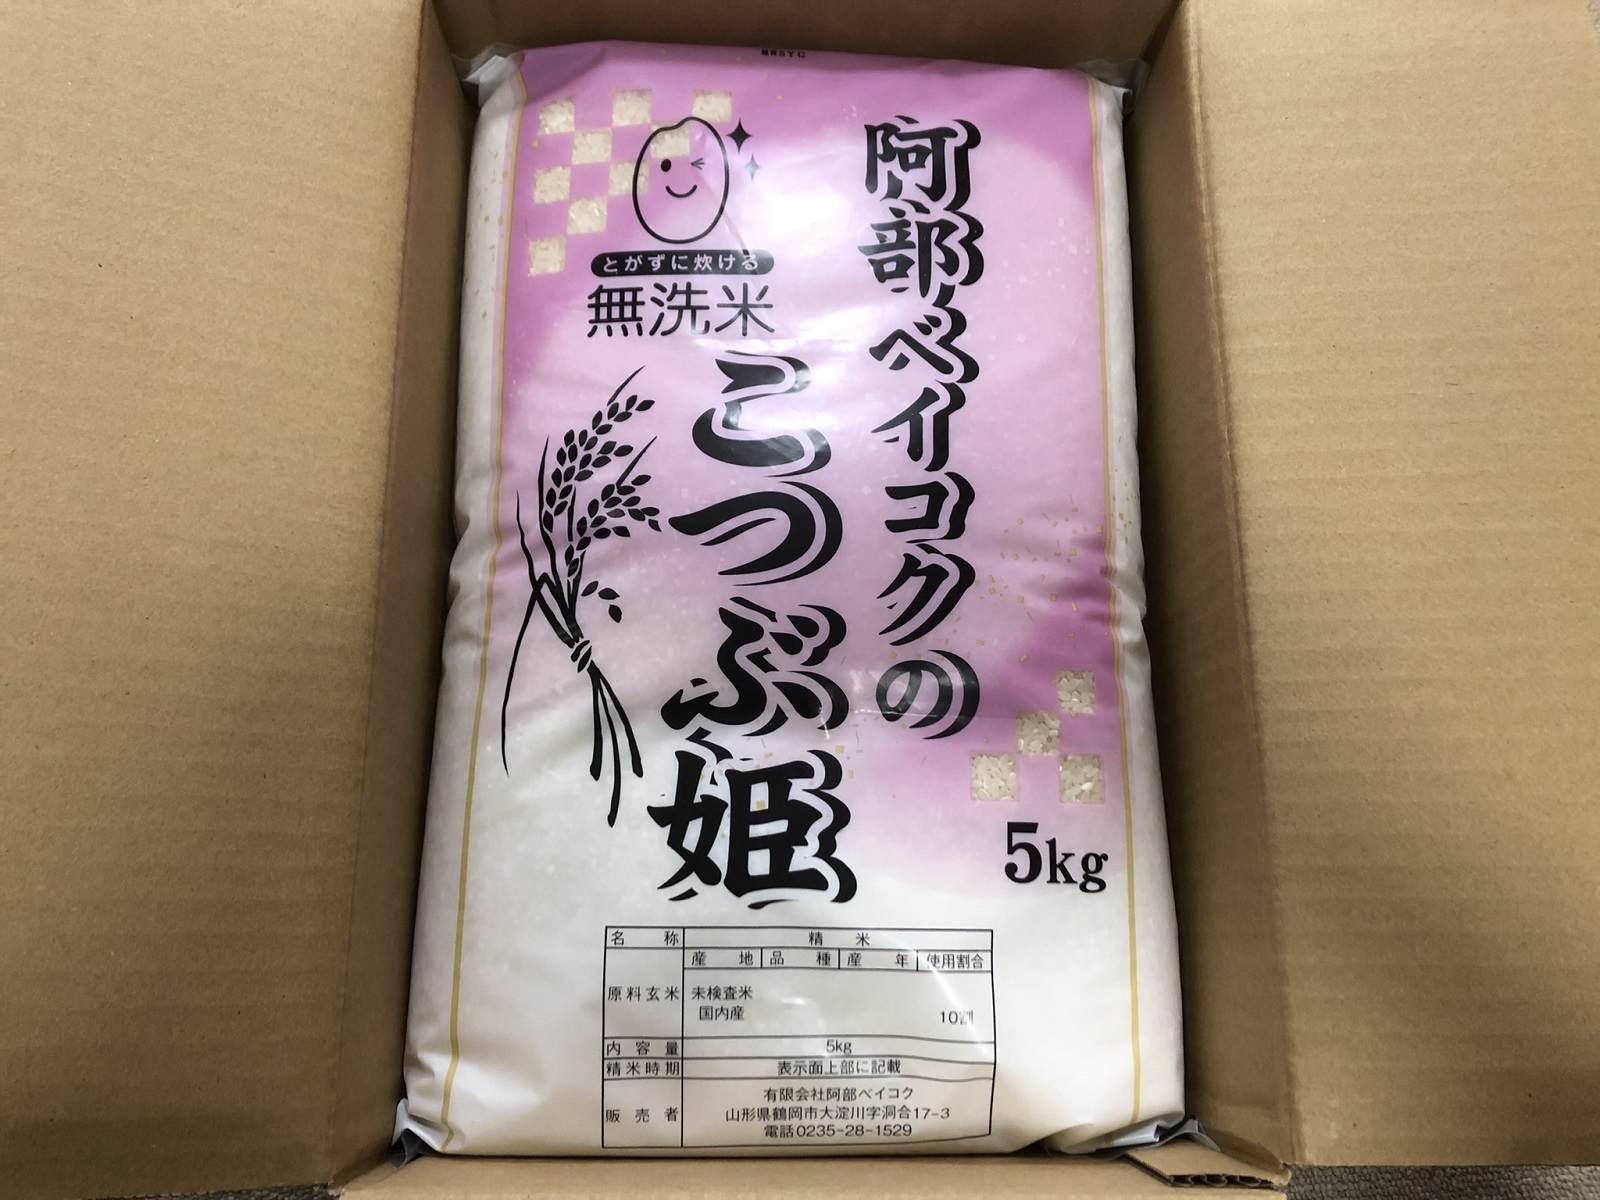 阿部ベイコクの
とがずに炊ける
無洗米
こつぶ姫
5kg
名称 精米
産地 品種 産年 使用割合
原料玄米 未検査米
国内産 10割
内容量 5kg
精米時期 表示面上部に記載
販売者 有限会社阿部ベイコク
山形県鶴岡市大淀川字洞合17-3
電話0235-28-1529